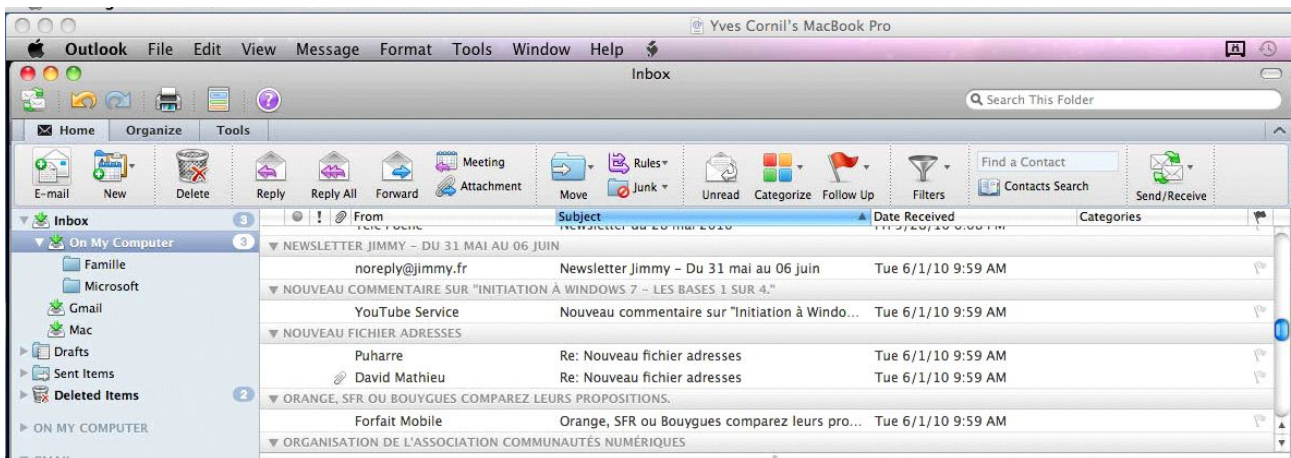 Yves Cornil's MacBook Pro
Outlook File Edit View Message Format Tools Window Help
Inbox
Search This Folder
Home Organize Tools
Meeting Rules Find a Contact
Attachment Junk Contacts Search
E-mail New Delete Reply Reply All Forward Move Unread Categorize Follow Up Filters Send/Receive
Inbox 3
On My Computer 3
Famille
Microsoft
Gmail
Mac
Drafts
Sent Items
Deleted Items 2
ON MY COMPUTER
! From Subject Date Received Categories
NEWSLETTER JIMMY – DU 31 MAI AU 06 JUIN
noreply@jimmy.fr Newsletter Jimmy – Du 31 mai au 06 juin Tue 6/1/10 9:59 AM
NOUVEAU COMMENTAIRE SUR "INITIATION À WINDOWS 7 – LES BASES 1 SUR 4."
YouTube Service Nouveau commentaire sur "Initiation à Windo... Tue 6/1/10 9:59 AM
NOUVEAU FICHIER ADRESSES
Puharre Re: Nouveau fichier adresses Tue 6/1/10 9:59 AM
David Mathieu Re: Nouveau fichier adresses Tue 6/1/10 9:59 AM
ORANGE, SFR OU BOUYGUES COMPAREZ LEURS PROPOSITIONS.
Forfait Mobile Orange, SFR ou Bouygues comparez leurs pro... Tue 6/1/10 9:59 AM
ORGANISATION DE L'ASSOCIATION COMMUNAUTÉS NUMÉRIQUES